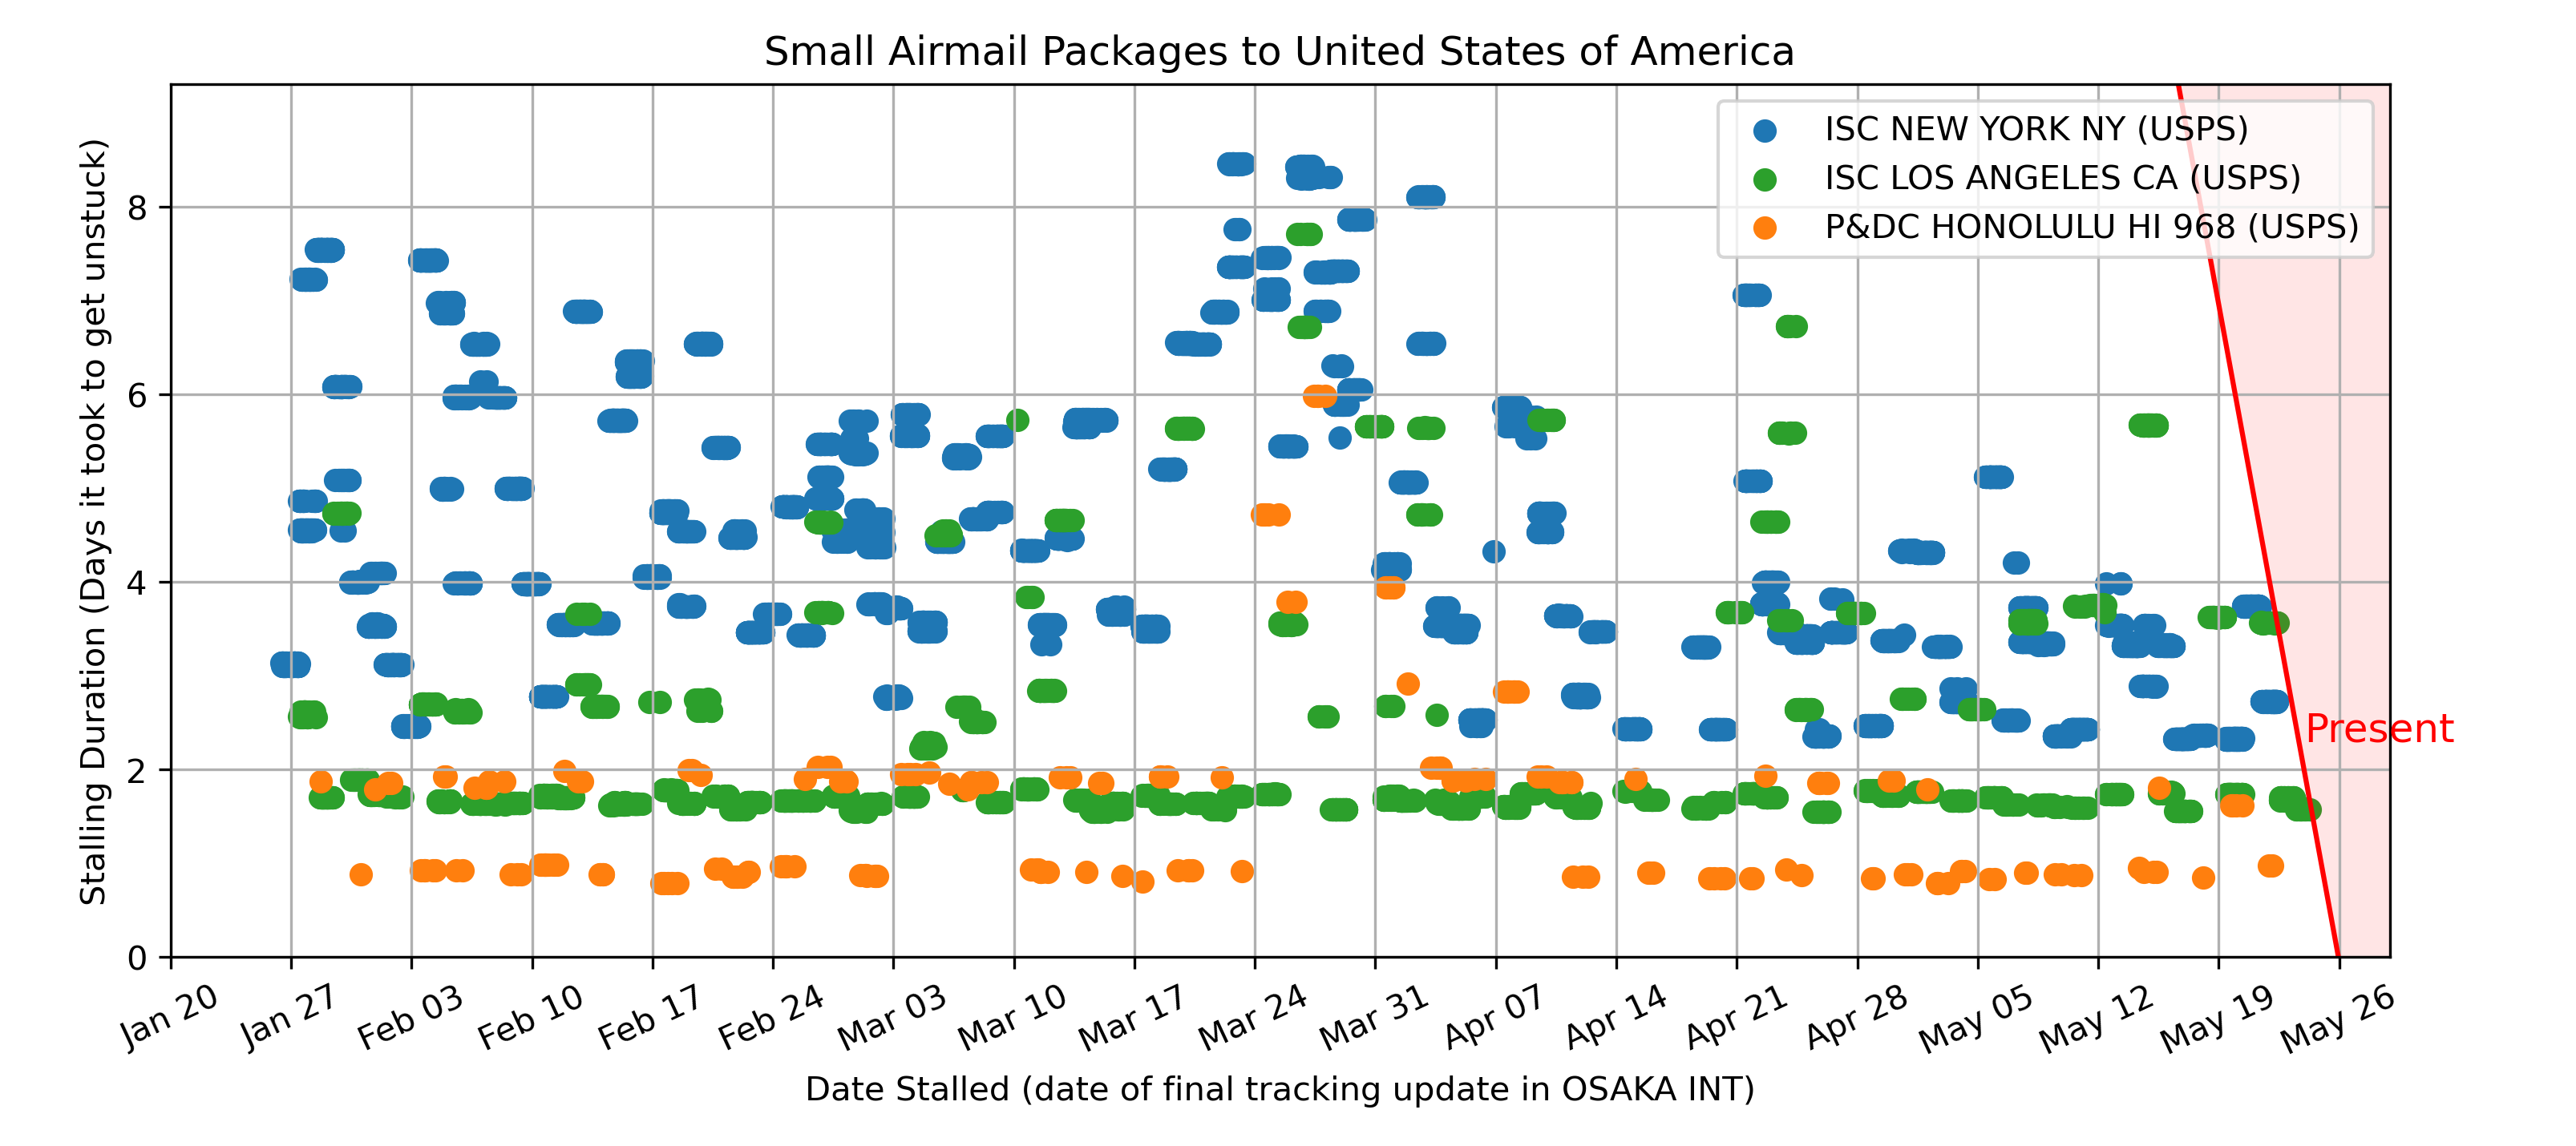 Small Airmail Packages to United States of America
ISC NEW YORK NY (USPS)
ISC LOS ANGELES CA (USPS)
P&DC HONOLULU HI 968 (USPS)
Present
Stalling Duration (Days it took to get unstuck)
8
6
4
2
0
Jan 20
Jan 27
Feb 03
Feb 10
Feb 17
Feb 24
Mar 03
Mar 10
Mar 17
Mar 24
Mar 31
Apr 07
Apr 14
Apr 21
Apr 28
May 05
May 12
May 19
May 26
Date Stalled (date of final tracking update in OSAKA INT)